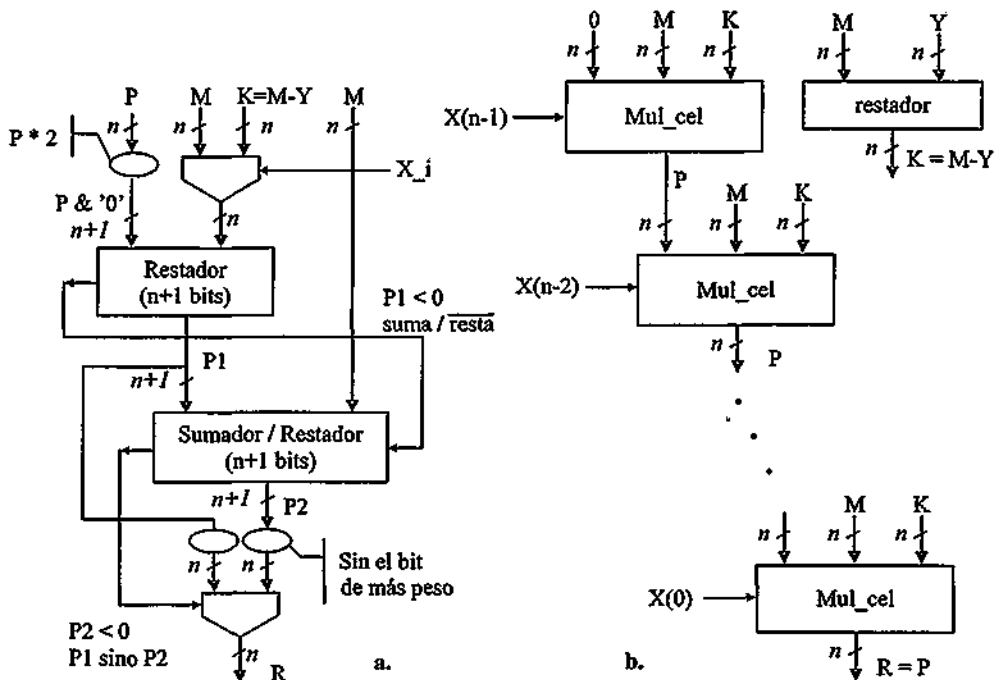 P M K=M-Y M
n n n n
P * 2
X_i
P & '0'
n+1 n
Restador
(n+1 bits)
P1 < 0
suma / resta
P1
n+1
Sumador / Restador
(n+1 bits)
n+1 P2
n n
Sin el bit
de más peso
P2 < 0
P1 sino P2
n
R
a.
0 M K
n n n
X(n-1)
Mul_cel
P
M Y
n n
restador
n K = M-Y
M K
n n n
X(n-2)
Mul_cel
n P
M K
n n n
X(0)
Mul_cel
n R = P
b.